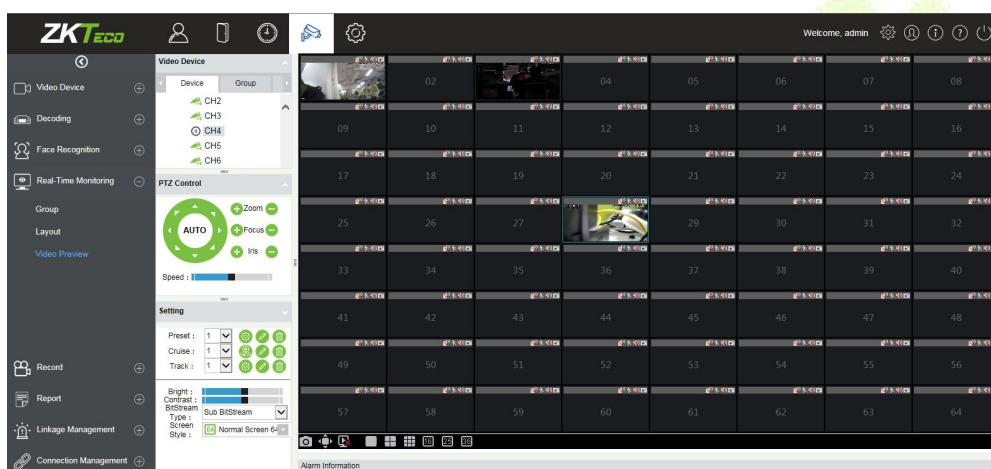 ZKTeco
Welcome, admin
Video Device
Decoding
Face Recognition
Real-Time Monitoring
Group
Layout
Video Preview
Record
Report
Linkage Management
Connection Management
Video Device
Device Group
CH2
CH3
CH4
CH5
CH6
PTZ Control
AUTO
Zoom
Focus
Iris
Speed :
Setting
Preset : 1
Cruise : 1
Track : 1
Bright :
Contrast :
BitStream Type : Sub BitStream
Screen Style : 64 Normal Screen 64
02 04 05 06 07 08
09 10 11 12 13 14 15 16
17 18 19 20 21 22 23 24
25 26 27 29 30 31 32
33 34 35 36 37 38 39 40
41 42 43 44 45 46 47 48
49 50 51 52 53 54 55 56
57 58 59 60 61 62 63 64
16 25 36
Alarm Information